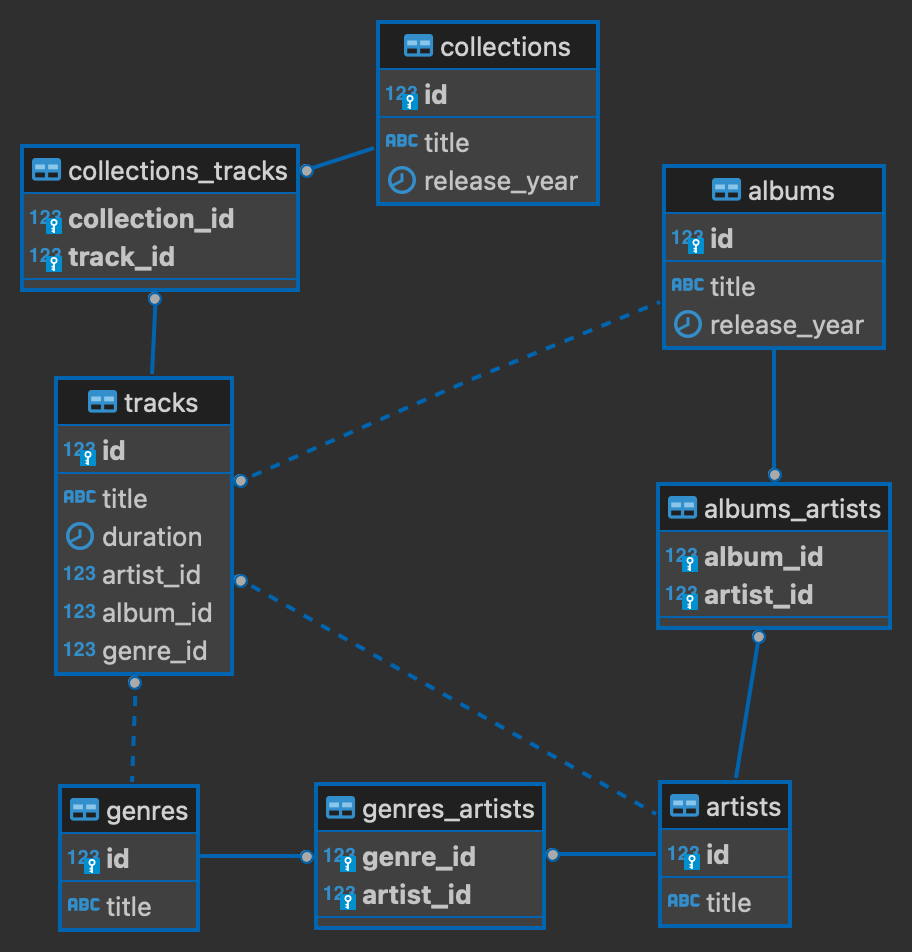 collections
123 id
ABC title
release_year
collections_tracks
123 collection_id
123 track_id
albums
123 id
ABC title
release_year
tracks
123 id
ABC title
duration
123 artist_id
123 album_id
123 genre_id
albums_artists
123 album_id
123 artist_id
genres
123 id
ABC title
genres_artists
123 genre_id
123 artist_id
artists
123 id
ABC title